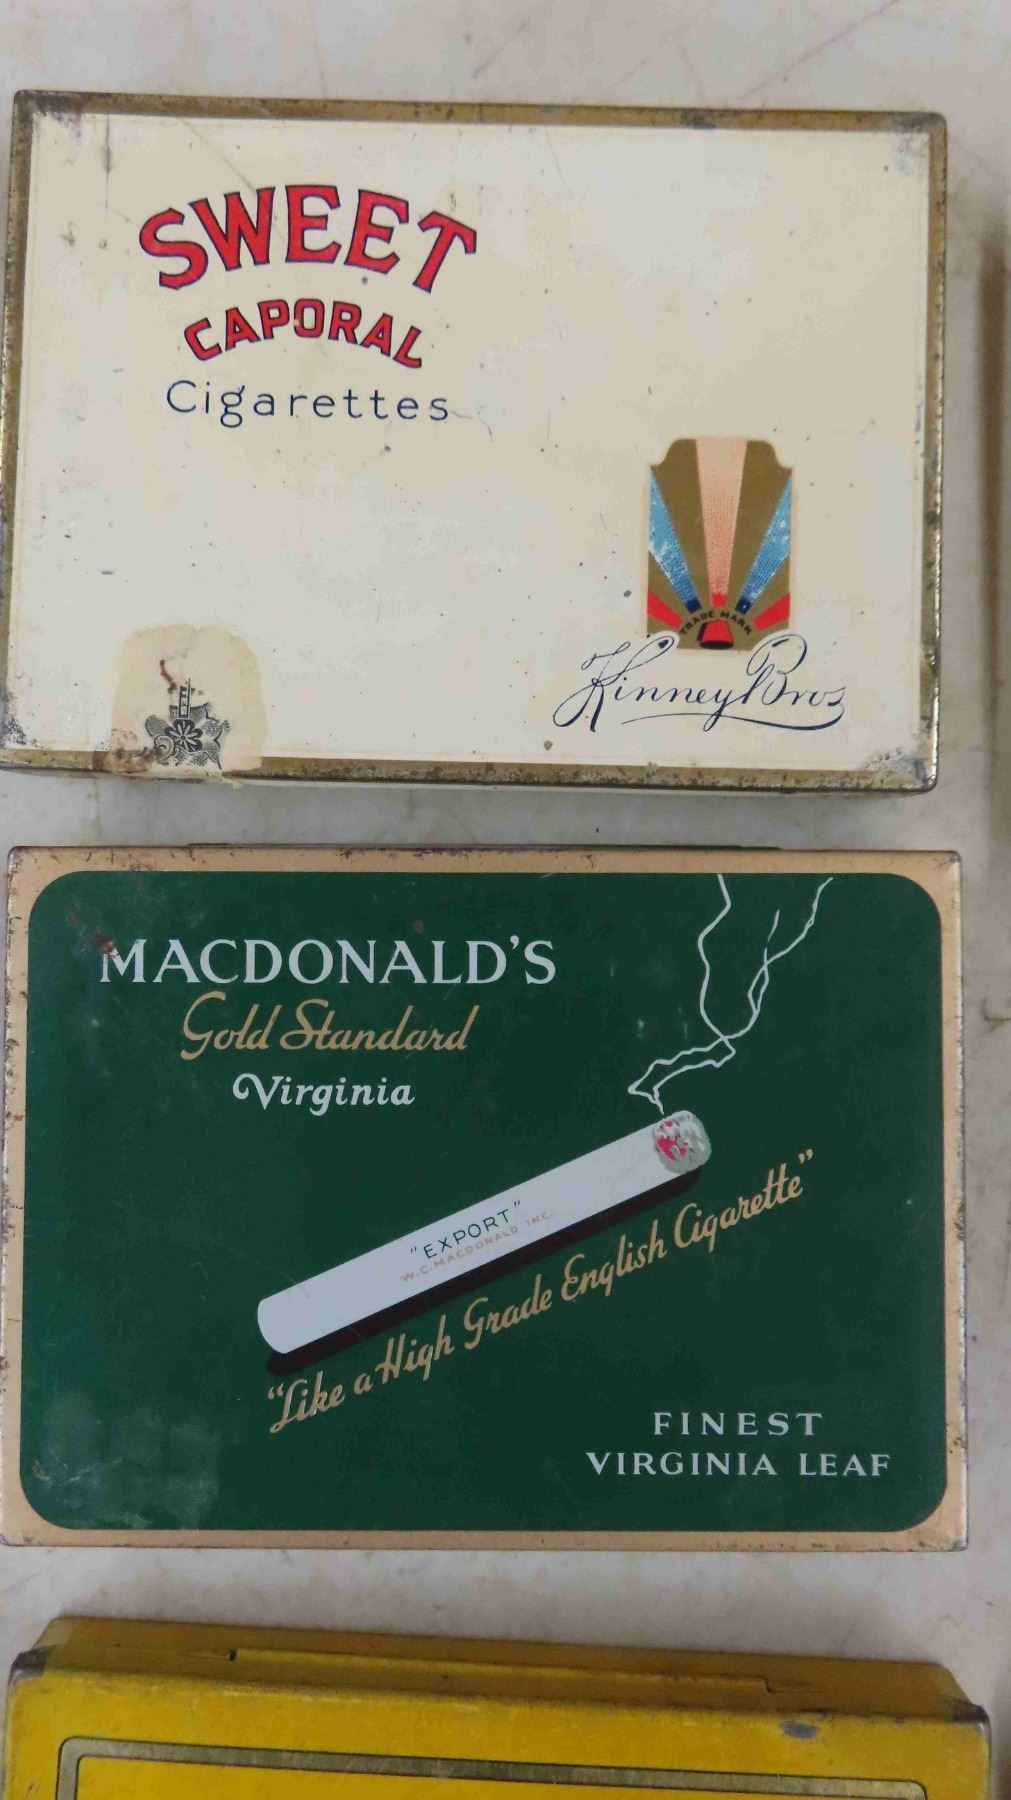 SWEET
CAPORAL
Cigarettes
TRADE MARK
Kinney Bros
MACDONALD'S
Gold Standard
Virginia
"EXPORT"
W.C. MACDONALD INC.
"Like a High Grade English Cigarette"
FINEST
VIRGINIA LEAF